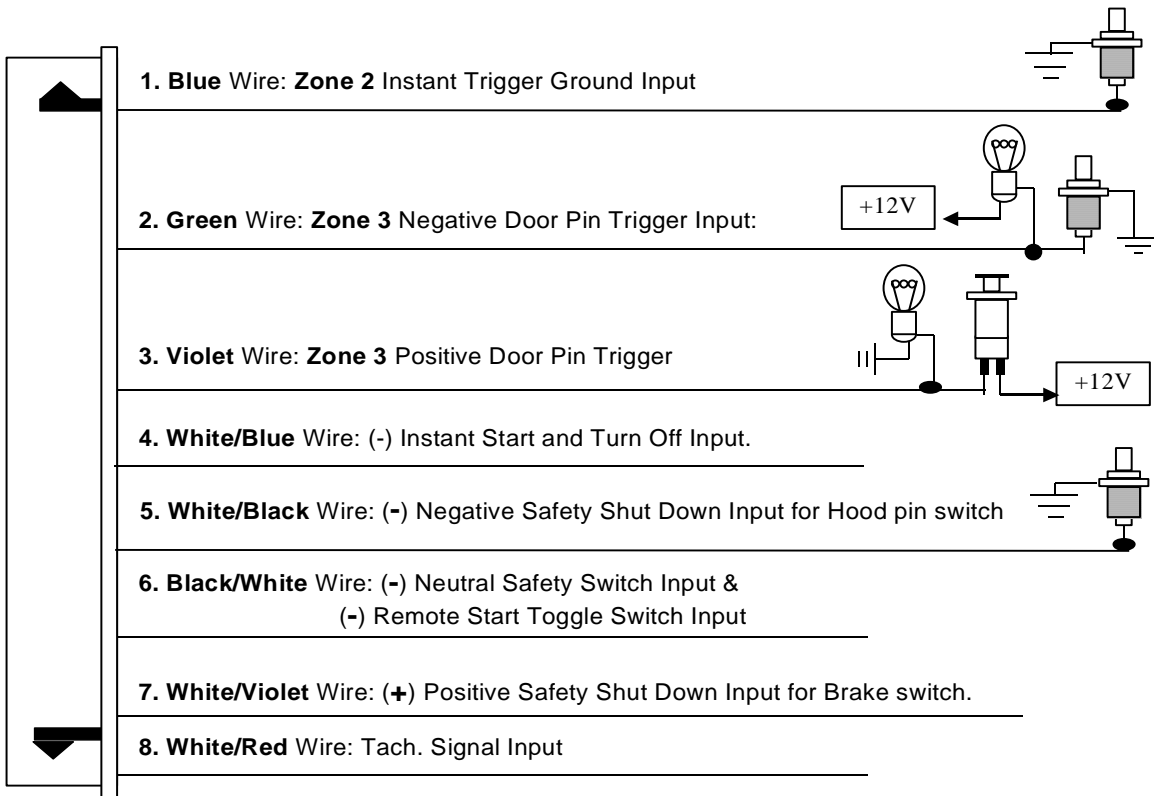 1. Blue Wire: Zone 2 Instant Trigger Ground Input
2. Green Wire: Zone 3 Negative Door Pin Trigger Input:
+12V
3. Violet Wire: Zone 3 Positive Door Pin Trigger
+12V
4. White/Blue Wire: (-) Instant Start and Turn Off Input.
5. White/Black Wire: (-) Negative Safety Shut Down Input for Hood pin switch
6. Black/White Wire: (-) Neutral Safety Switch Input &
(-) Remote Start Toggle Switch Input
7. White/Violet Wire: (+) Positive Safety Shut Down Input for Brake switch.
8. White/Red Wire: Tach. Signal Input